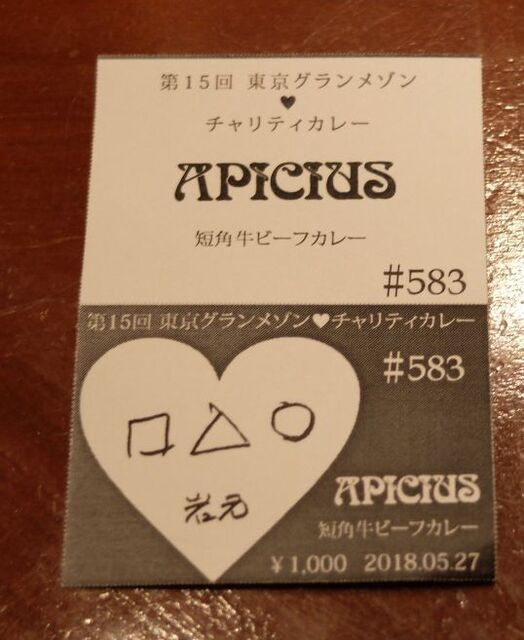 第15回 東京グランメゾン
♥
チャリティカレー
APICIUS
短角牛ビーフカレー
#583
第15回 東京グランメゾン♥チャリティカレー
#583
□△○
岩元
APICIUS
短角牛ビーフカレー
¥1,000 2018.05.27